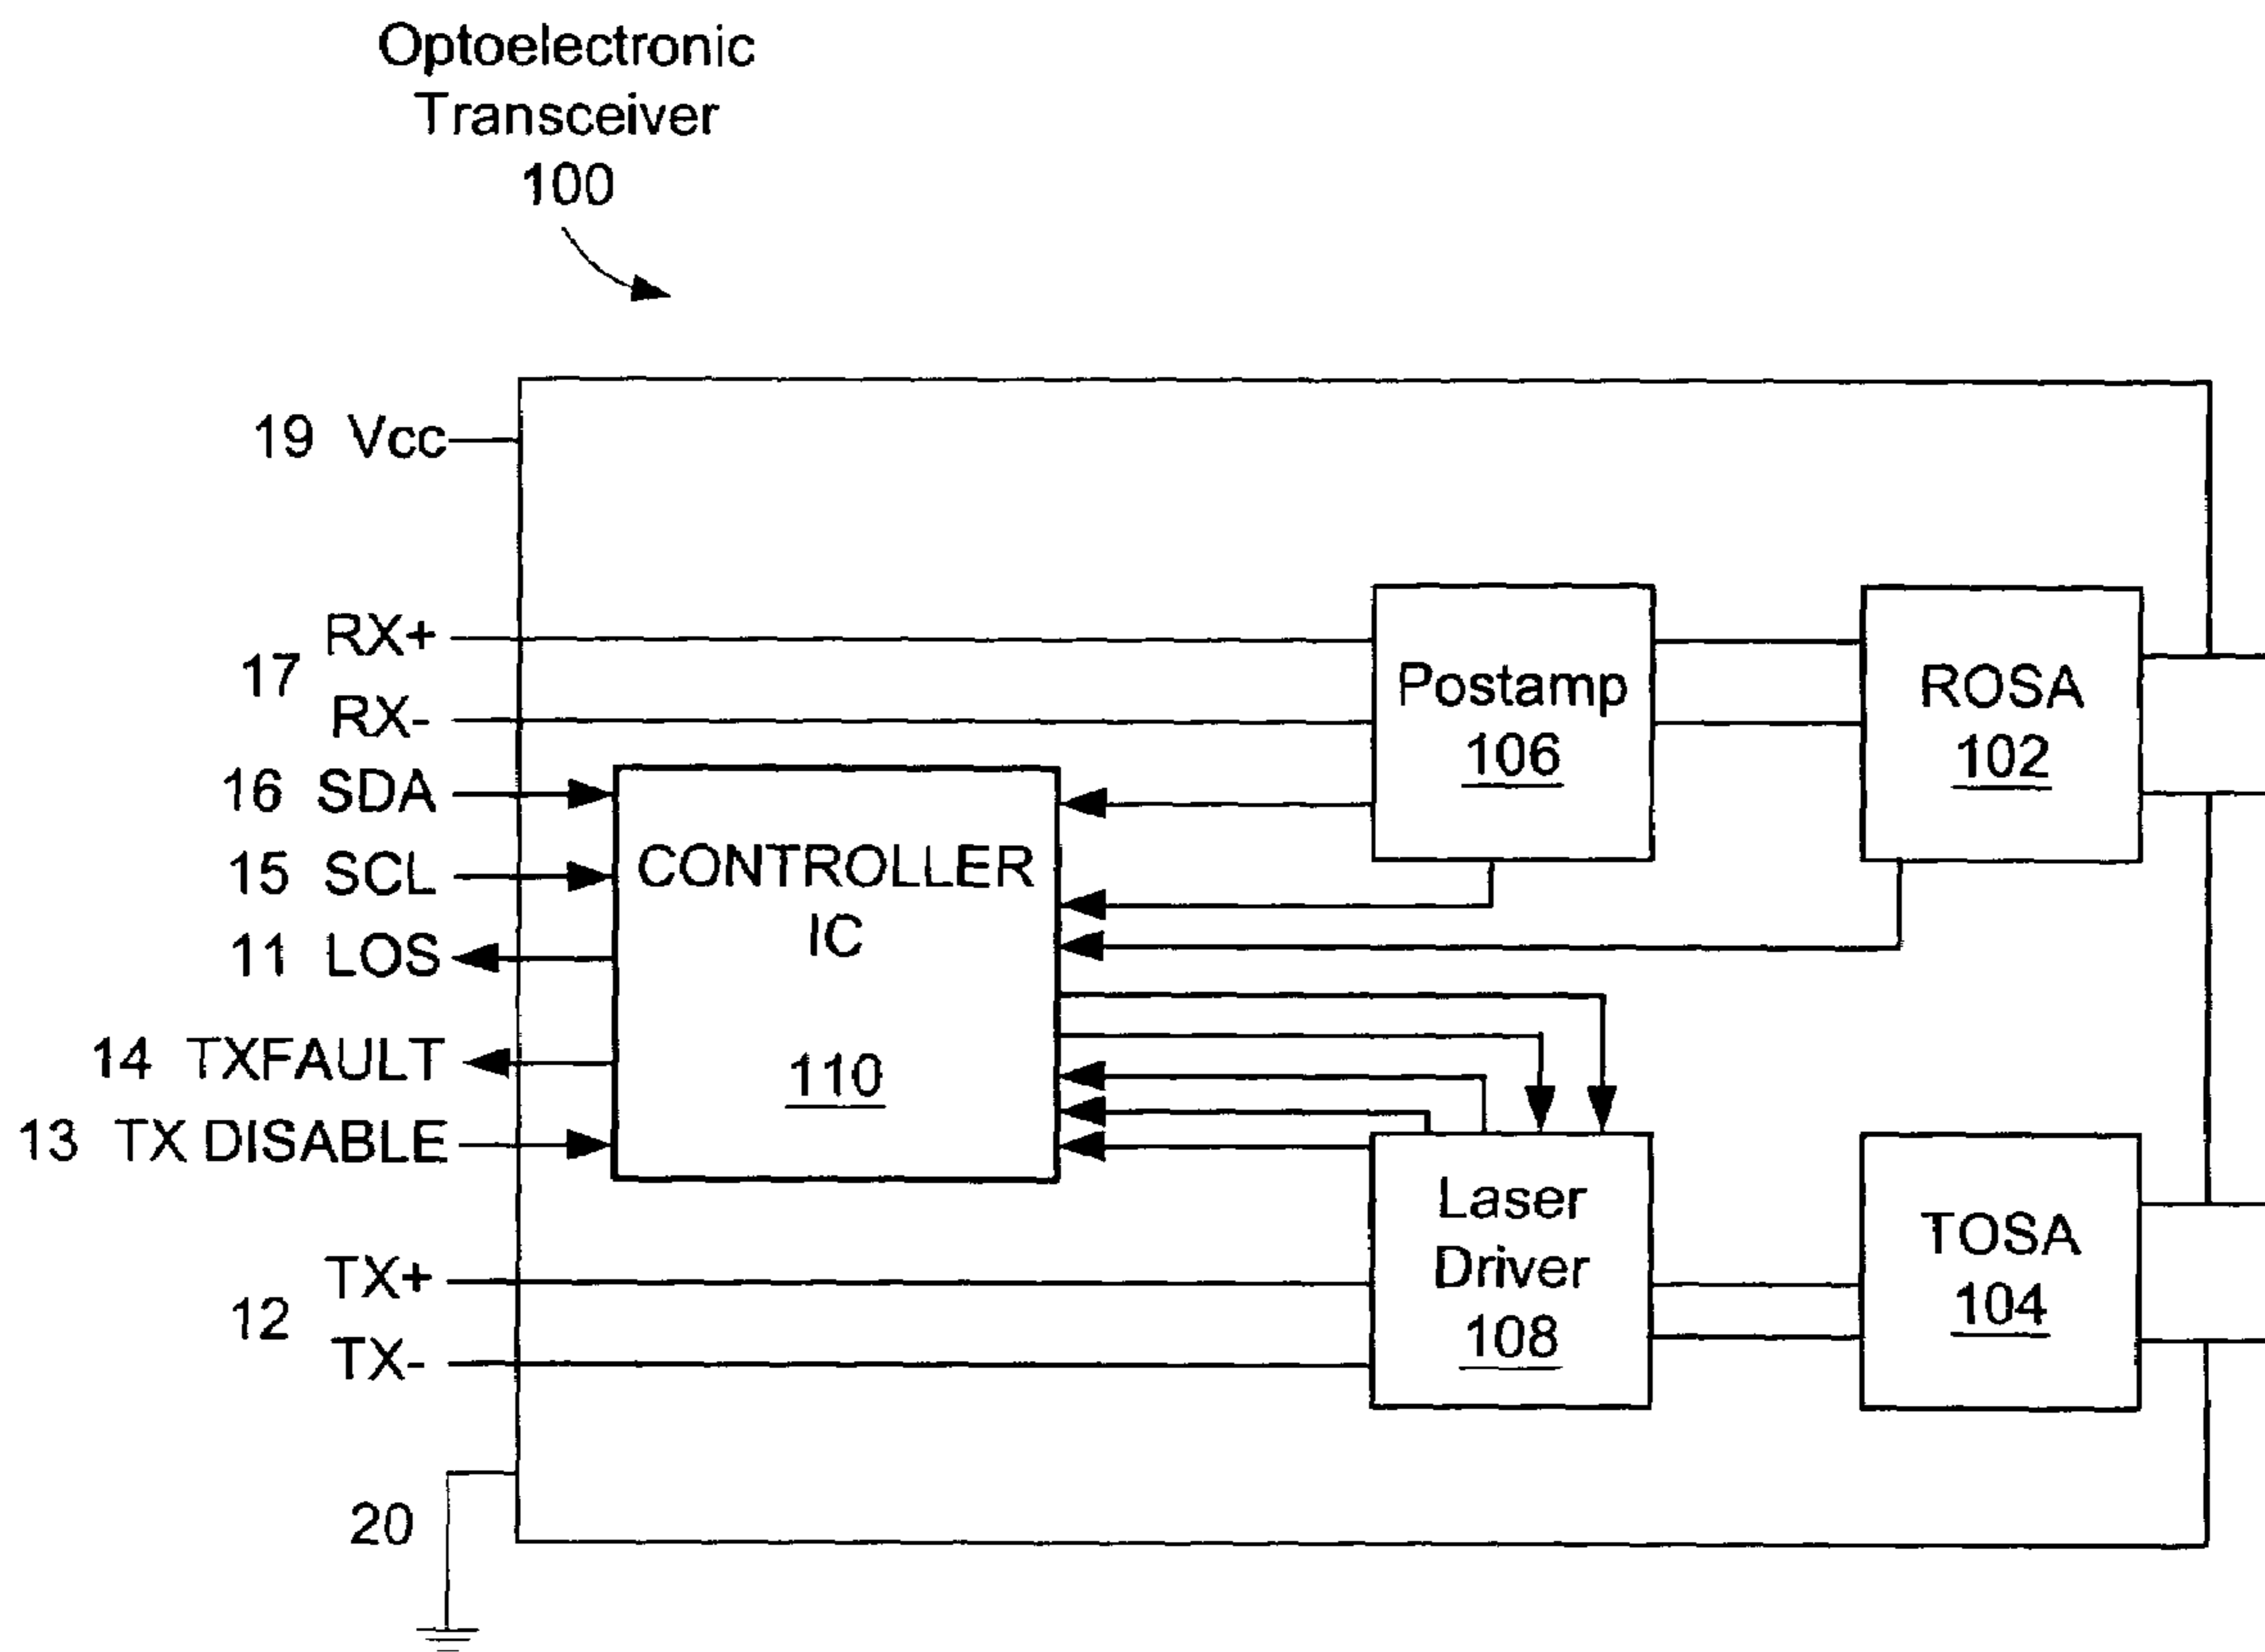 Optoelectronic
Transceiver
100
19 Vcc
RX+
17
RX-
16 SDA
15 SCL
11 LOS
14 TXFAULT
13 TX DISABLE
TX+
12
TX-
20
CONTROLLER
IC
110
Postamp
106
ROSA
102
Laser
Driver
108
TOSA
104